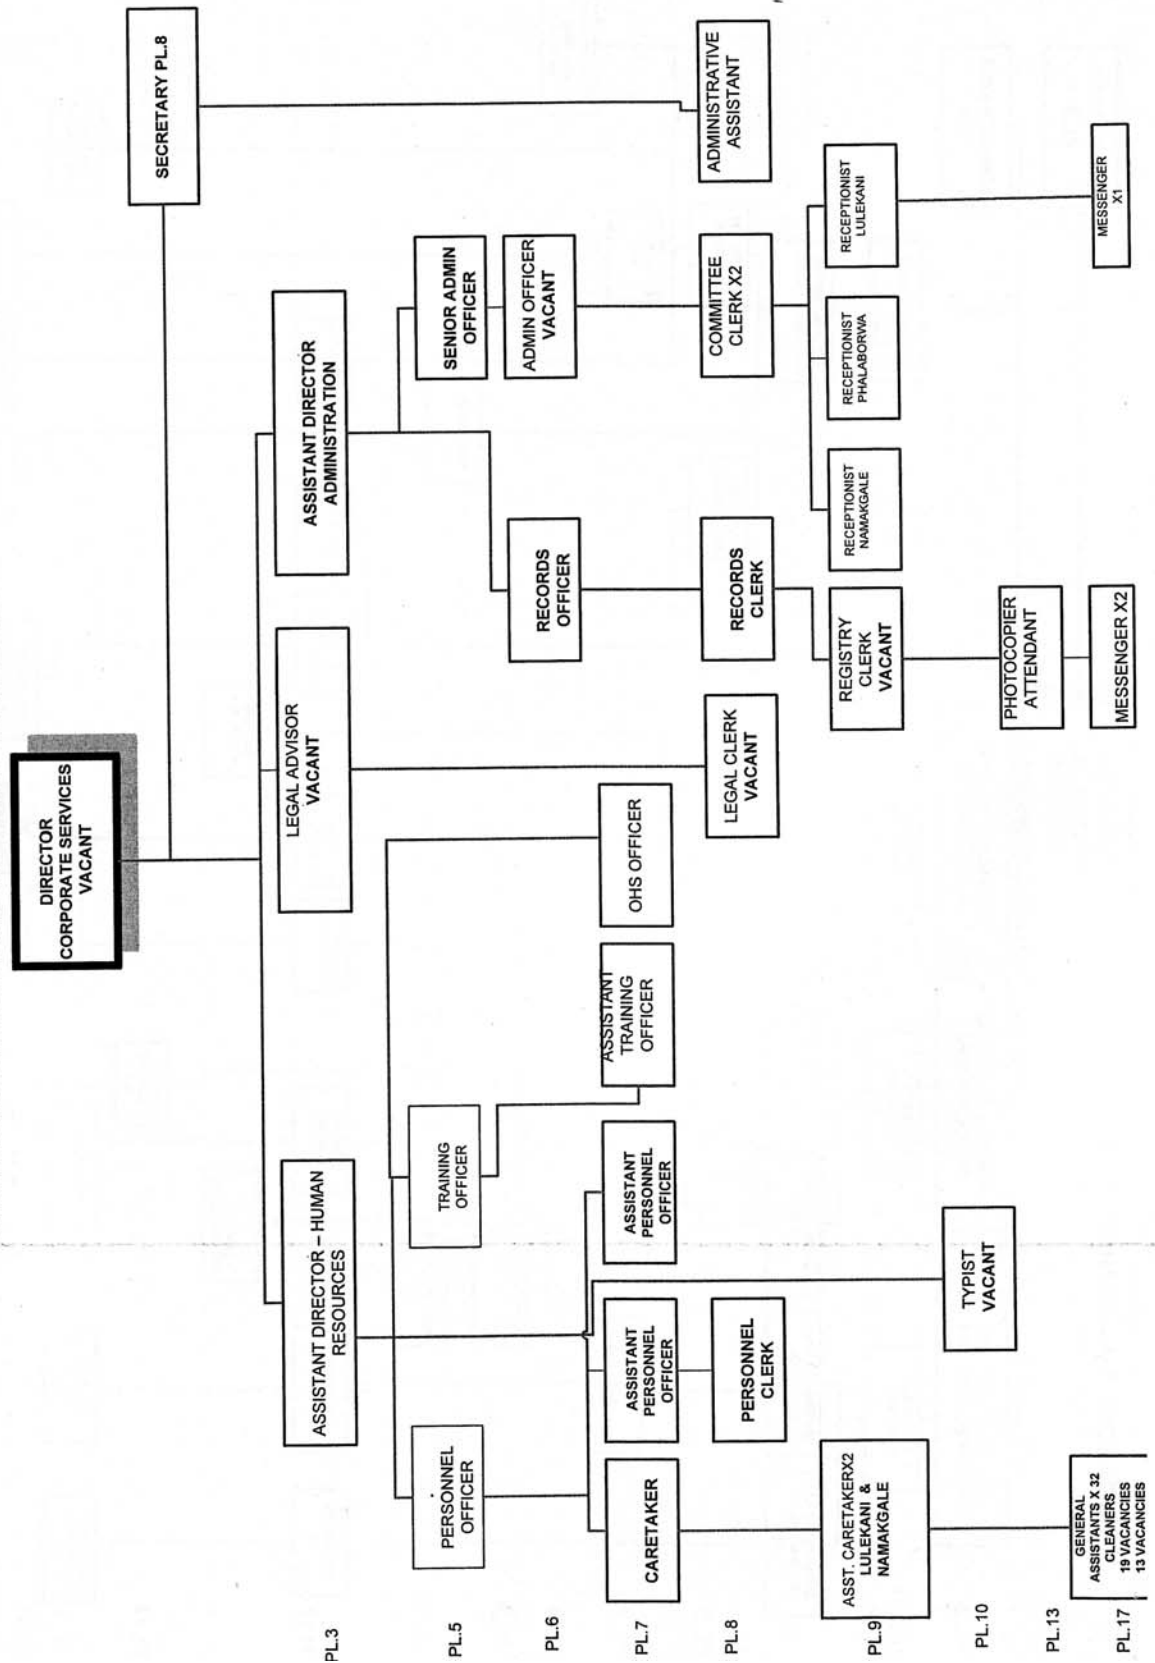 DIRECTOR
CORPORATE SERVICES
VACANT
SECRETARY PL.8
PL.3
ASSISTANT DIRECTOR – HUMAN
RESOURCES
LEGAL ADVISOR
VACANT
ASSISTANT DIRECTOR
ADMINISTRATION
PL.5
PERSONNEL
OFFICER
TRAINING
OFFICER
SENIOR ADMIN
OFFICER
PL.6
RECORDS
OFFICER
ADMIN OFFICER
VACANT
PL.7
CARETAKER
ASSISTANT
PERSONNEL
OFFICER
ASSISTANT
PERSONNEL
OFFICER
ASSISTANT
TRAINING
OFFICER
OHS OFFICER
PL.8
PERSONNEL
CLERK
LEGAL CLERK
VACANT
RECORDS
CLERK
COMMITTEE
CLERK X2
ADMINISTRATIVE
ASSISTANT
PL.9
ASST. CARETAKERX2
LULEKANI &
NAMAKGALE
REGISTRY
CLERK
VACANT
RECEPTIONIST
NAMAKGALE
RECEPTIONIST
PHALABORWA
RECEPTIONIST
LULEKANI
PL.10
TYPIST
VACANT
PL.13
PHOTOCOPIER
ATTENDANT
PL.17
GENERAL
ASSISTANTS X 32
CLEANERS
19 VACANCIES
13 VACANCIES
MESSENGER X2
MESSENGER
X1